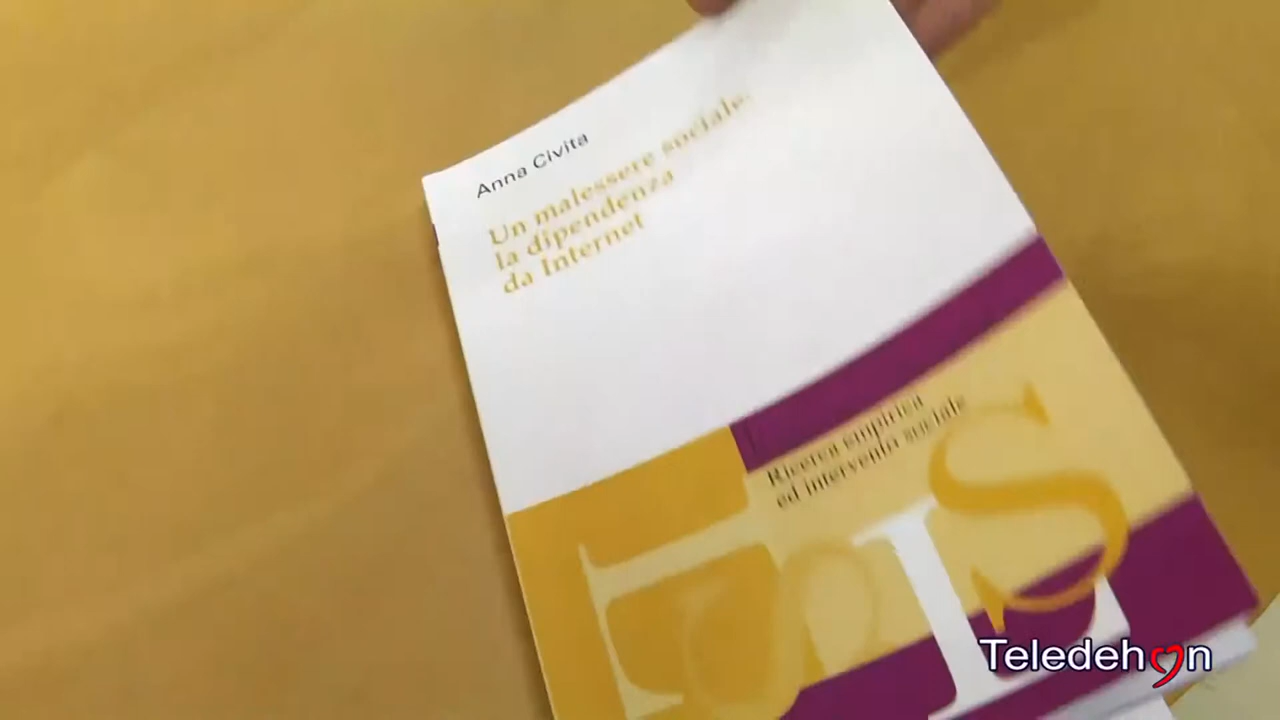 Anna Civita
Un malessere sociale:
la dipendenza
da Internet
Ricerca empirica
ed intervento sociale
Teledehon